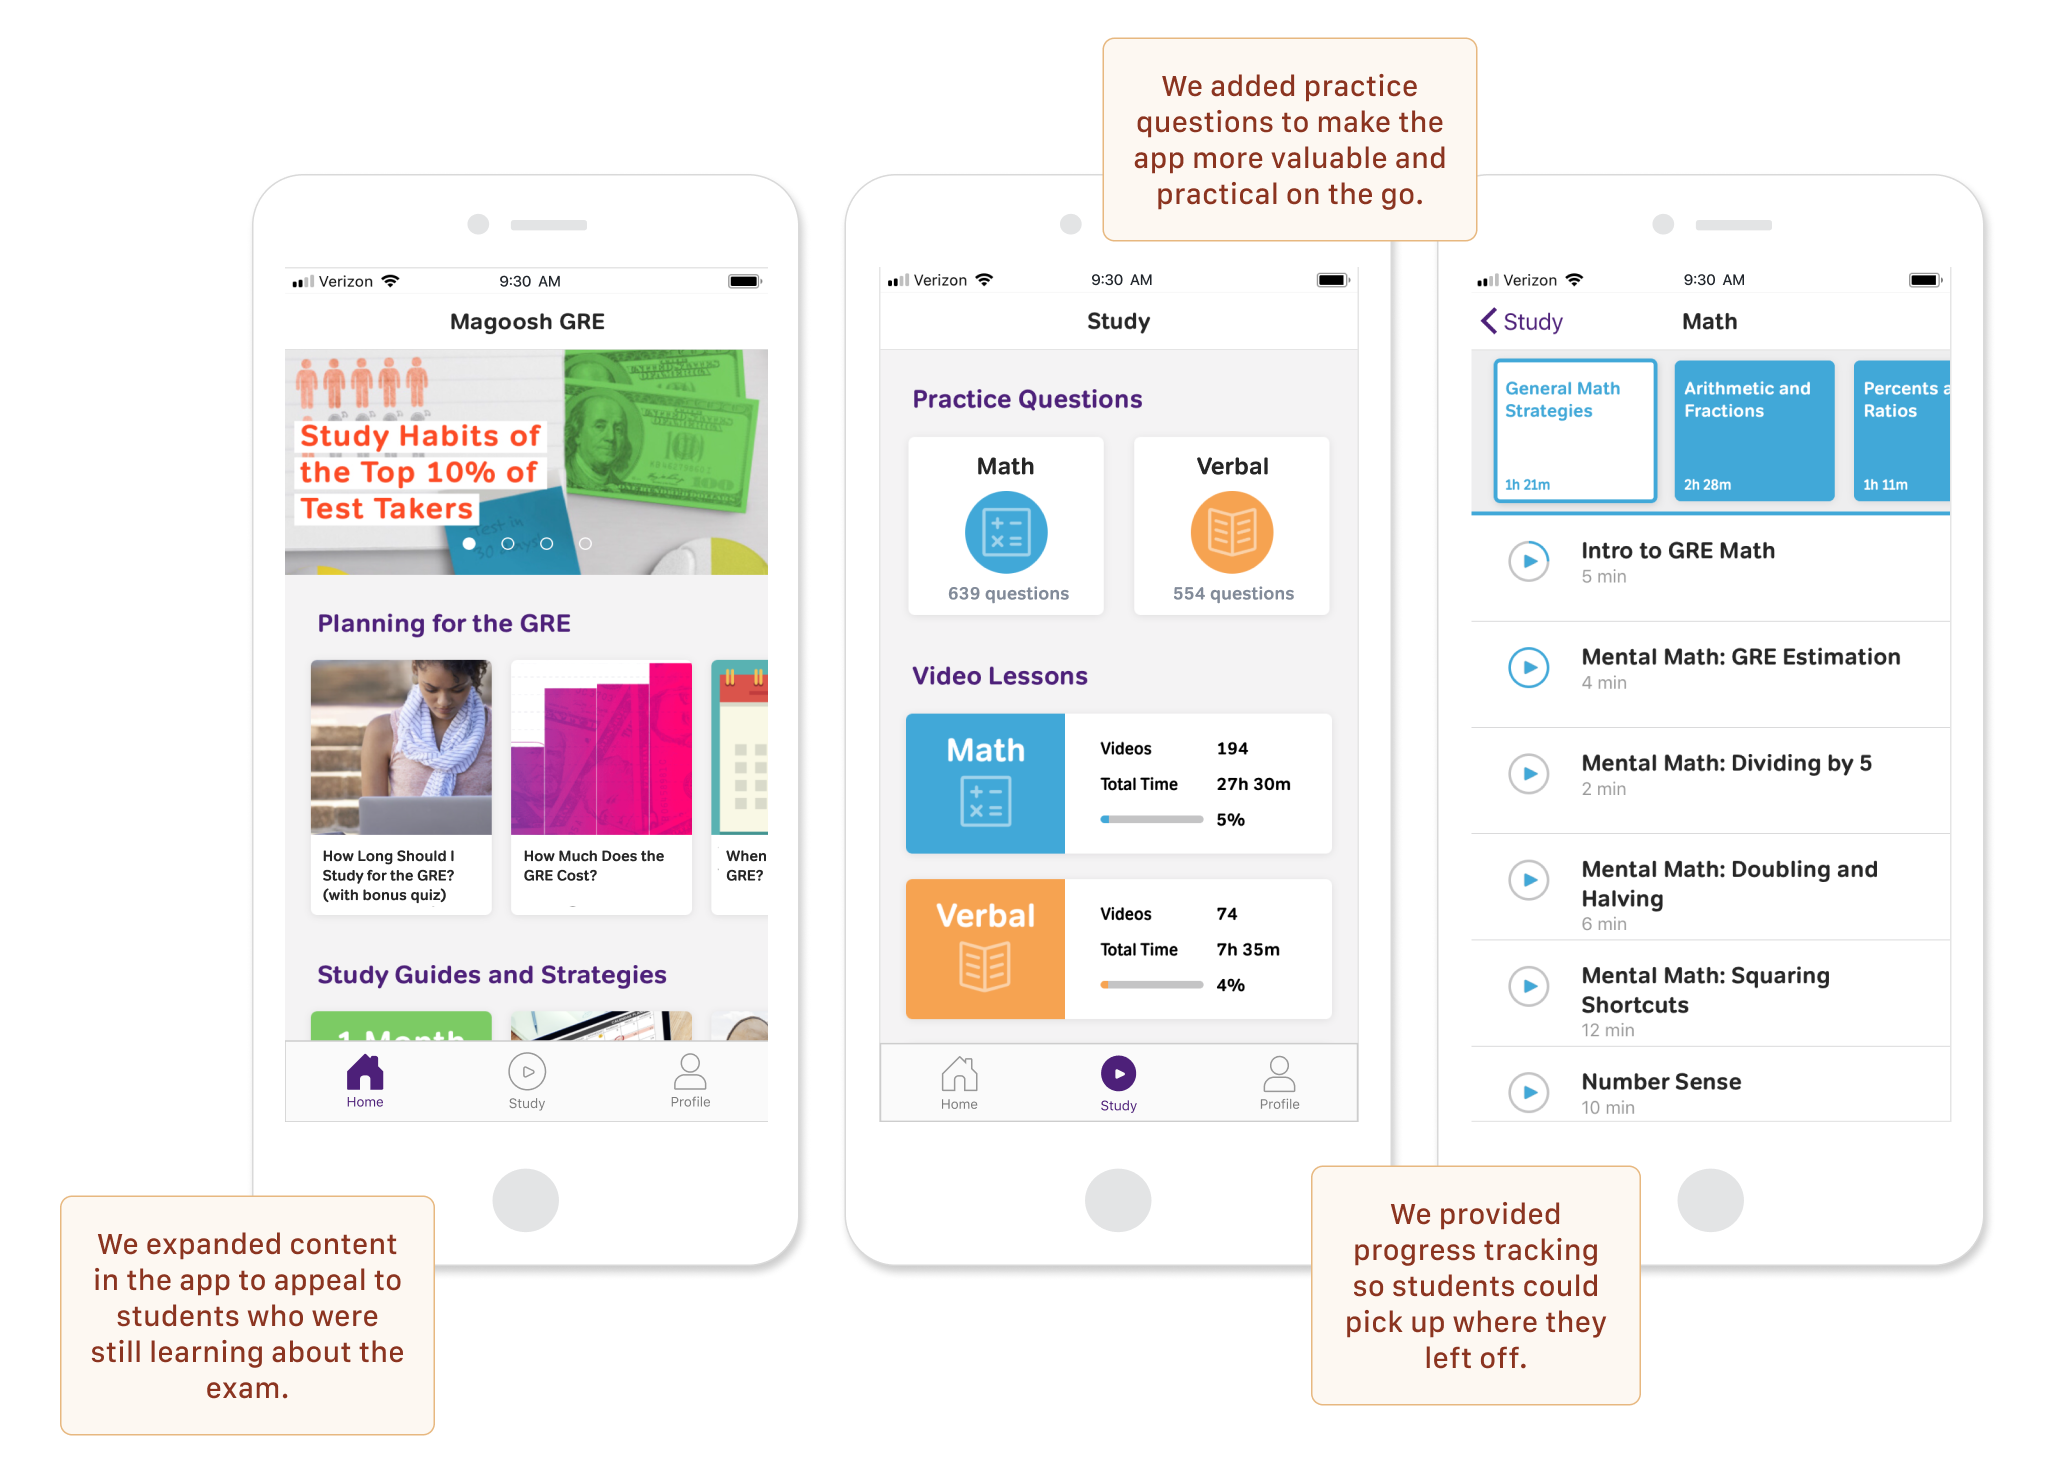 We added practice
questions to make the
app more valuable and
practical on the go.
Verizon 9:30 AM
Magoosh GRE
Study Habits of
the Top 10% of
Test Takers
Test in
30 days
Planning for the GRE
How Long Should I
Study for the GRE?
(with bonus quiz)
How Much Does the
GRE Cost?
When
GRE?
Study Guides and Strategies
1 Month
Home
Study
Profile
We expanded content
in the app to appeal to
students who were
still learning about the
exam.
Verizon 9:30 AM
Study
Practice Questions
Math
639 questions
Verbal
554 questions
Video Lessons
Math
Videos 194
Total Time 27h 30m
5%
Verbal
Videos 74
Total Time 7h 35m
4%
Home
Study
Profile
Verizon 9:30 AM
Study Math
General Math
Strategies
1h 21m
Arithmetic and
Fractions
2h 28m
Percents a
Ratios
1h 11m
Intro to GRE Math
5 min
Mental Math: GRE Estimation
4 min
Mental Math: Dividing by 5
2 min
Mental Math: Doubling and
Halving
6 min
Mental Math: Squaring
Shortcuts
12 min
Number Sense
10 min
We provided
progress tracking
so students could
pick up where they
left off.